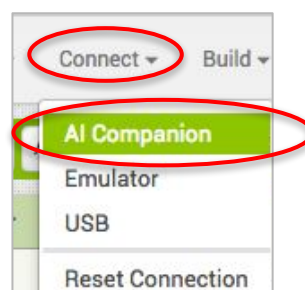 Connect Build
AI Companion
Emulator
USB
Reset Connection